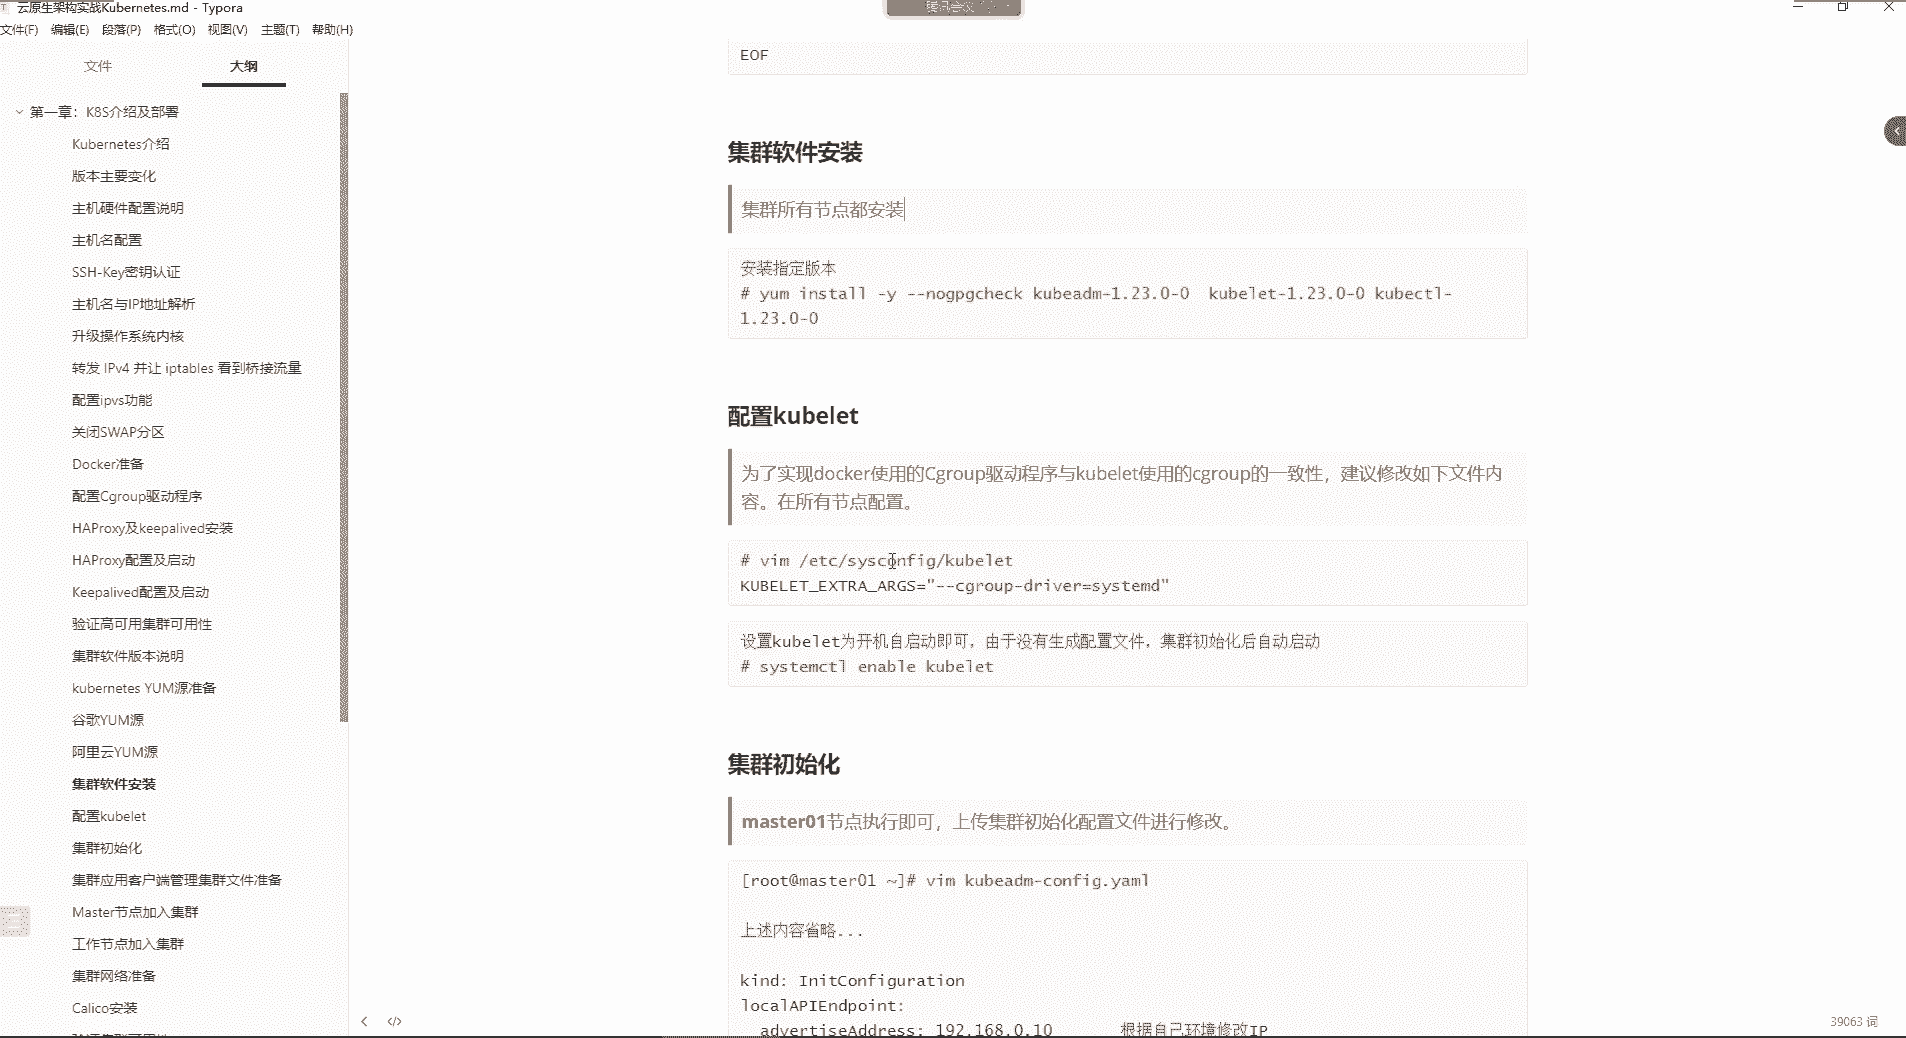 云原生架构实战Kubernetes.md - Typora
腾讯会议
文件(F) 编辑(E) 段落(P) 格式(O) 视图(V) 主题(T) 帮助(H)
文件 大纲
第一章：K8S介绍及部署
Kubernetes介绍
版本主要变化
主机硬件配置说明
主机名配置
SSH-Key密钥认证
主机名与IP地址解析
升级操作系统内核
转发 IPv4 并让 iptables 看到桥接流量
配置ipvs功能
关闭SWAP分区
Docker准备
配置Cgroup驱动程序
HAProxy及keepalived安装
HAProxy配置及启动
Keepalived配置及启动
验证高可用集群可用性
集群软件版本说明
kubernetes YUM源准备
谷歌YUM源
阿里云YUM源
集群软件安装
配置kubelet
集群初始化
集群应用客户端管理集群文件准备
Master节点加入集群
工作节点加入集群
集群网络准备
Calico安装
EOF
集群软件安装
集群所有节点都安装
安装指定版本
# yum install -y --nogpgcheck kubeadm-1.23.0-0 kubelet-1.23.0-0 kubectl-
1.23.0-0
配置kubelet
为了实现docker使用的Cgroup驱动程序与kubelet使用的cgroup的一致性，建议修改如下文件内
容。在所有节点配置。
# vim /etc/sysconfig/kubelet
KUBELET_EXTRA_ARGS="--cgroup-driver=systemd"
设置kubelet为开机自启动即可，由于没有生成配置文件，集群初始化后自动启动
# systemctl enable kubelet
集群初始化
master01节点执行即可，上传集群初始化配置文件进行修改。
[root@master01 ~]# vim kubeadm-config.yaml
上述内容省略...
kind: InitConfiguration
localAPIEndpoint:
advertiseAddress: 192.168.0.10 根据自己环境修改IP
39063 词